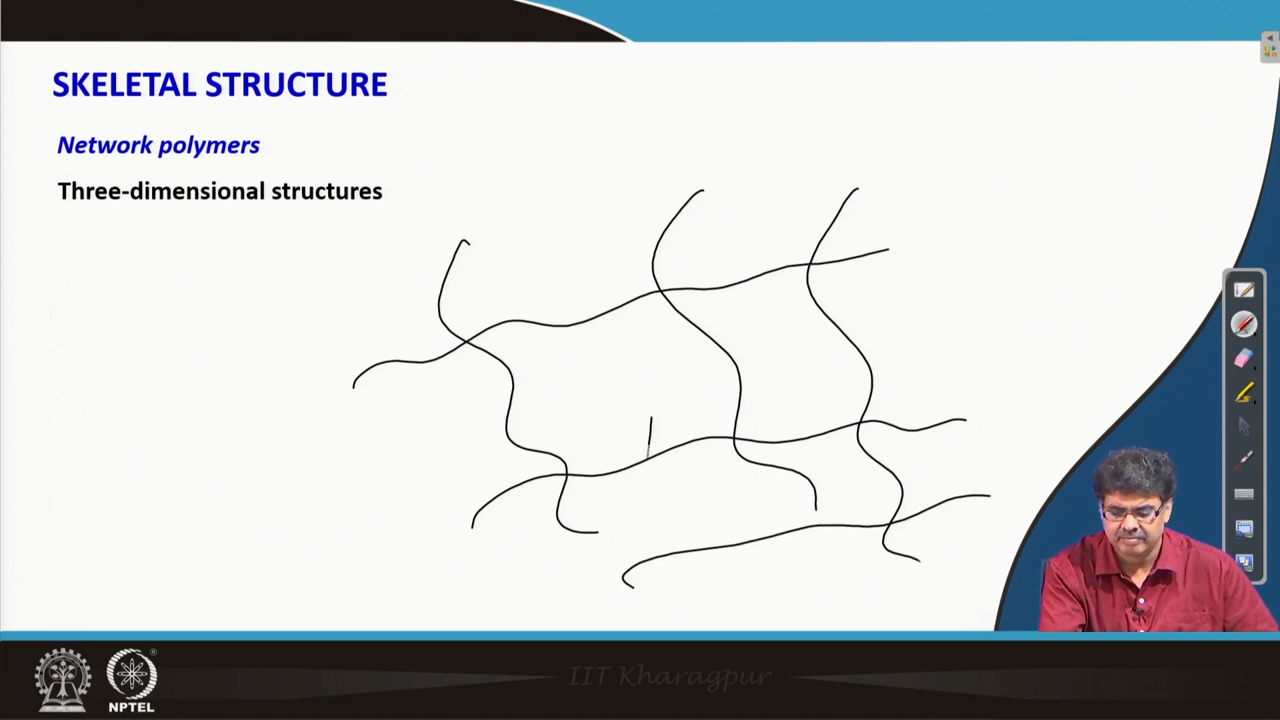 SKELETAL STRUCTURE
Network polymers
Three-dimensional structures
IIT Kharagpur
NPTEL